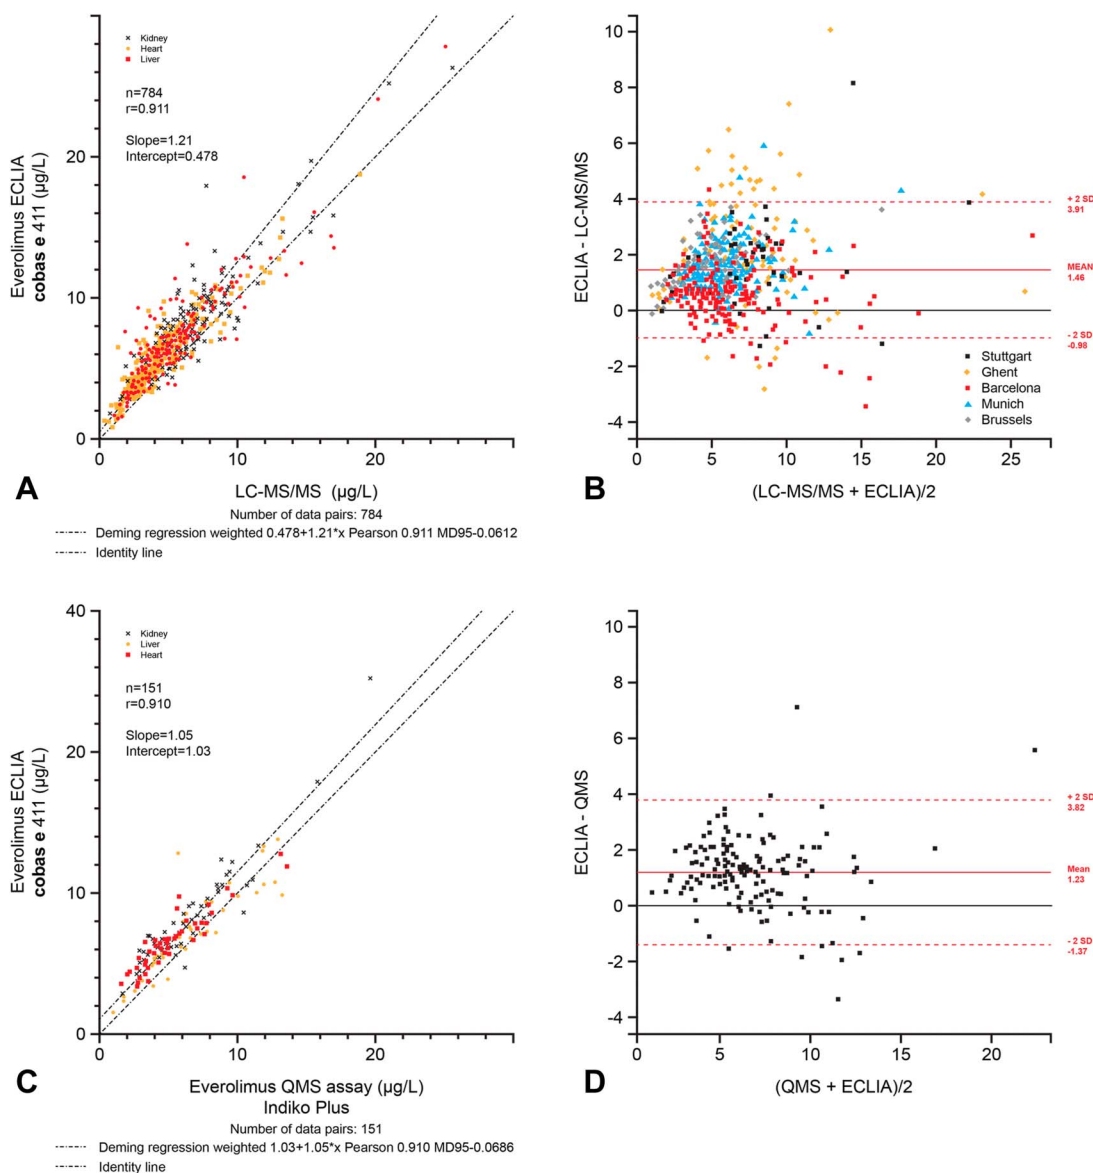 Everolimus ECLIA
cobas e 411 (µg/L)
20
10
0
× Kidney
Heart
Liver
n=784
r=0.911
Slope=1.21
Intercept=0.478
0 10 20
A
LC-MS/MS (µg/L)
Number of data pairs: 784
Deming regression weighted 0.478+1.21*x Pearson 0.911 MD95-0.0612
Identity line
ECLIA - LC-MS/MS
10
8
6
4
2
0
-2
-4
+ 2 SD
3.91
MEAN
1.46
- 2 SD
-0.98
Stuttgart
Ghent
Barcelona
Munich
Brussels
0 5 10 15 20 25
B
(LC-MS/MS + ECLIA)/2
Everolimus ECLIA
cobas e 411 (µg/L)
40
20
10
0
× Kidney
Liver
Heart
n=151
r=0.910
Slope=1.05
Intercept=1.03
0 10 20
C
Everolimus QMS assay (µg/L)
Indiko Plus
Number of data pairs: 151
Deming regression weighted 1.03+1.05*x Pearson 0.910 MD95-0.0686
Identity line
ECLIA - QMS
10
8
6
4
2
0
-2
-4
+ 2 SD
3.82
Mean
1.23
- 2 SD
-1.37
0 5 10 15 20
D
(QMS + ECLIA)/2